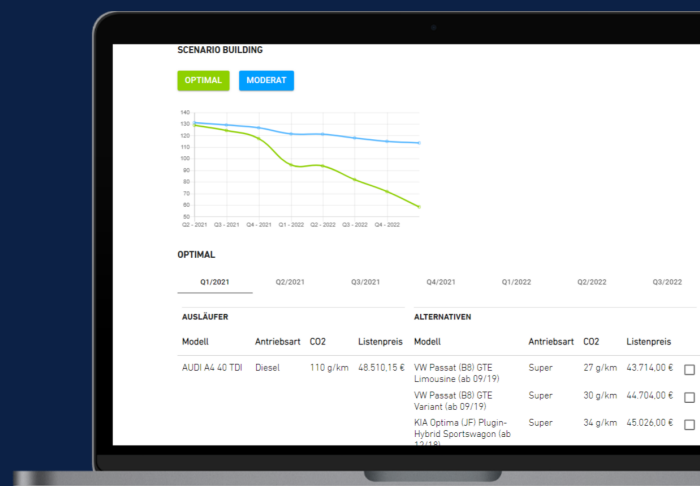 SCENARIO BUILDING
OPTIMAL MODERAT
140
130
120
110
100
90
80
70
60
50
Q2 - 2021 Q3 - 2021 Q4 - 2021 Q1 - 2022 Q2 - 2022 Q3 - 2022 Q4 - 2022
OPTIMAL
Q1/2021 Q2/2021 Q3/2021 Q4/2021 Q1/2022 Q2/2022 Q3/2022
AUSLÄUFER ALTERNATIVEN
Modell Antriebsart CO2 Listenpreis Modell Antriebsart CO2 Listenpreis
AUDI A4 40 TDI Diesel 110 g/km 48.510,15 € VW Passat (B8) GTE Super 27 g/km 43.714,00 €
Limousine (ab 09/19)
VW Passat (B8) GTE Super 30 g/km 44.704,00 €
Variant (ab 09/19)
KIA Optima (JF) Plugin- Super 34 g/km 45.026,00 €
Hybrid Sportswagon (ab
12/18)